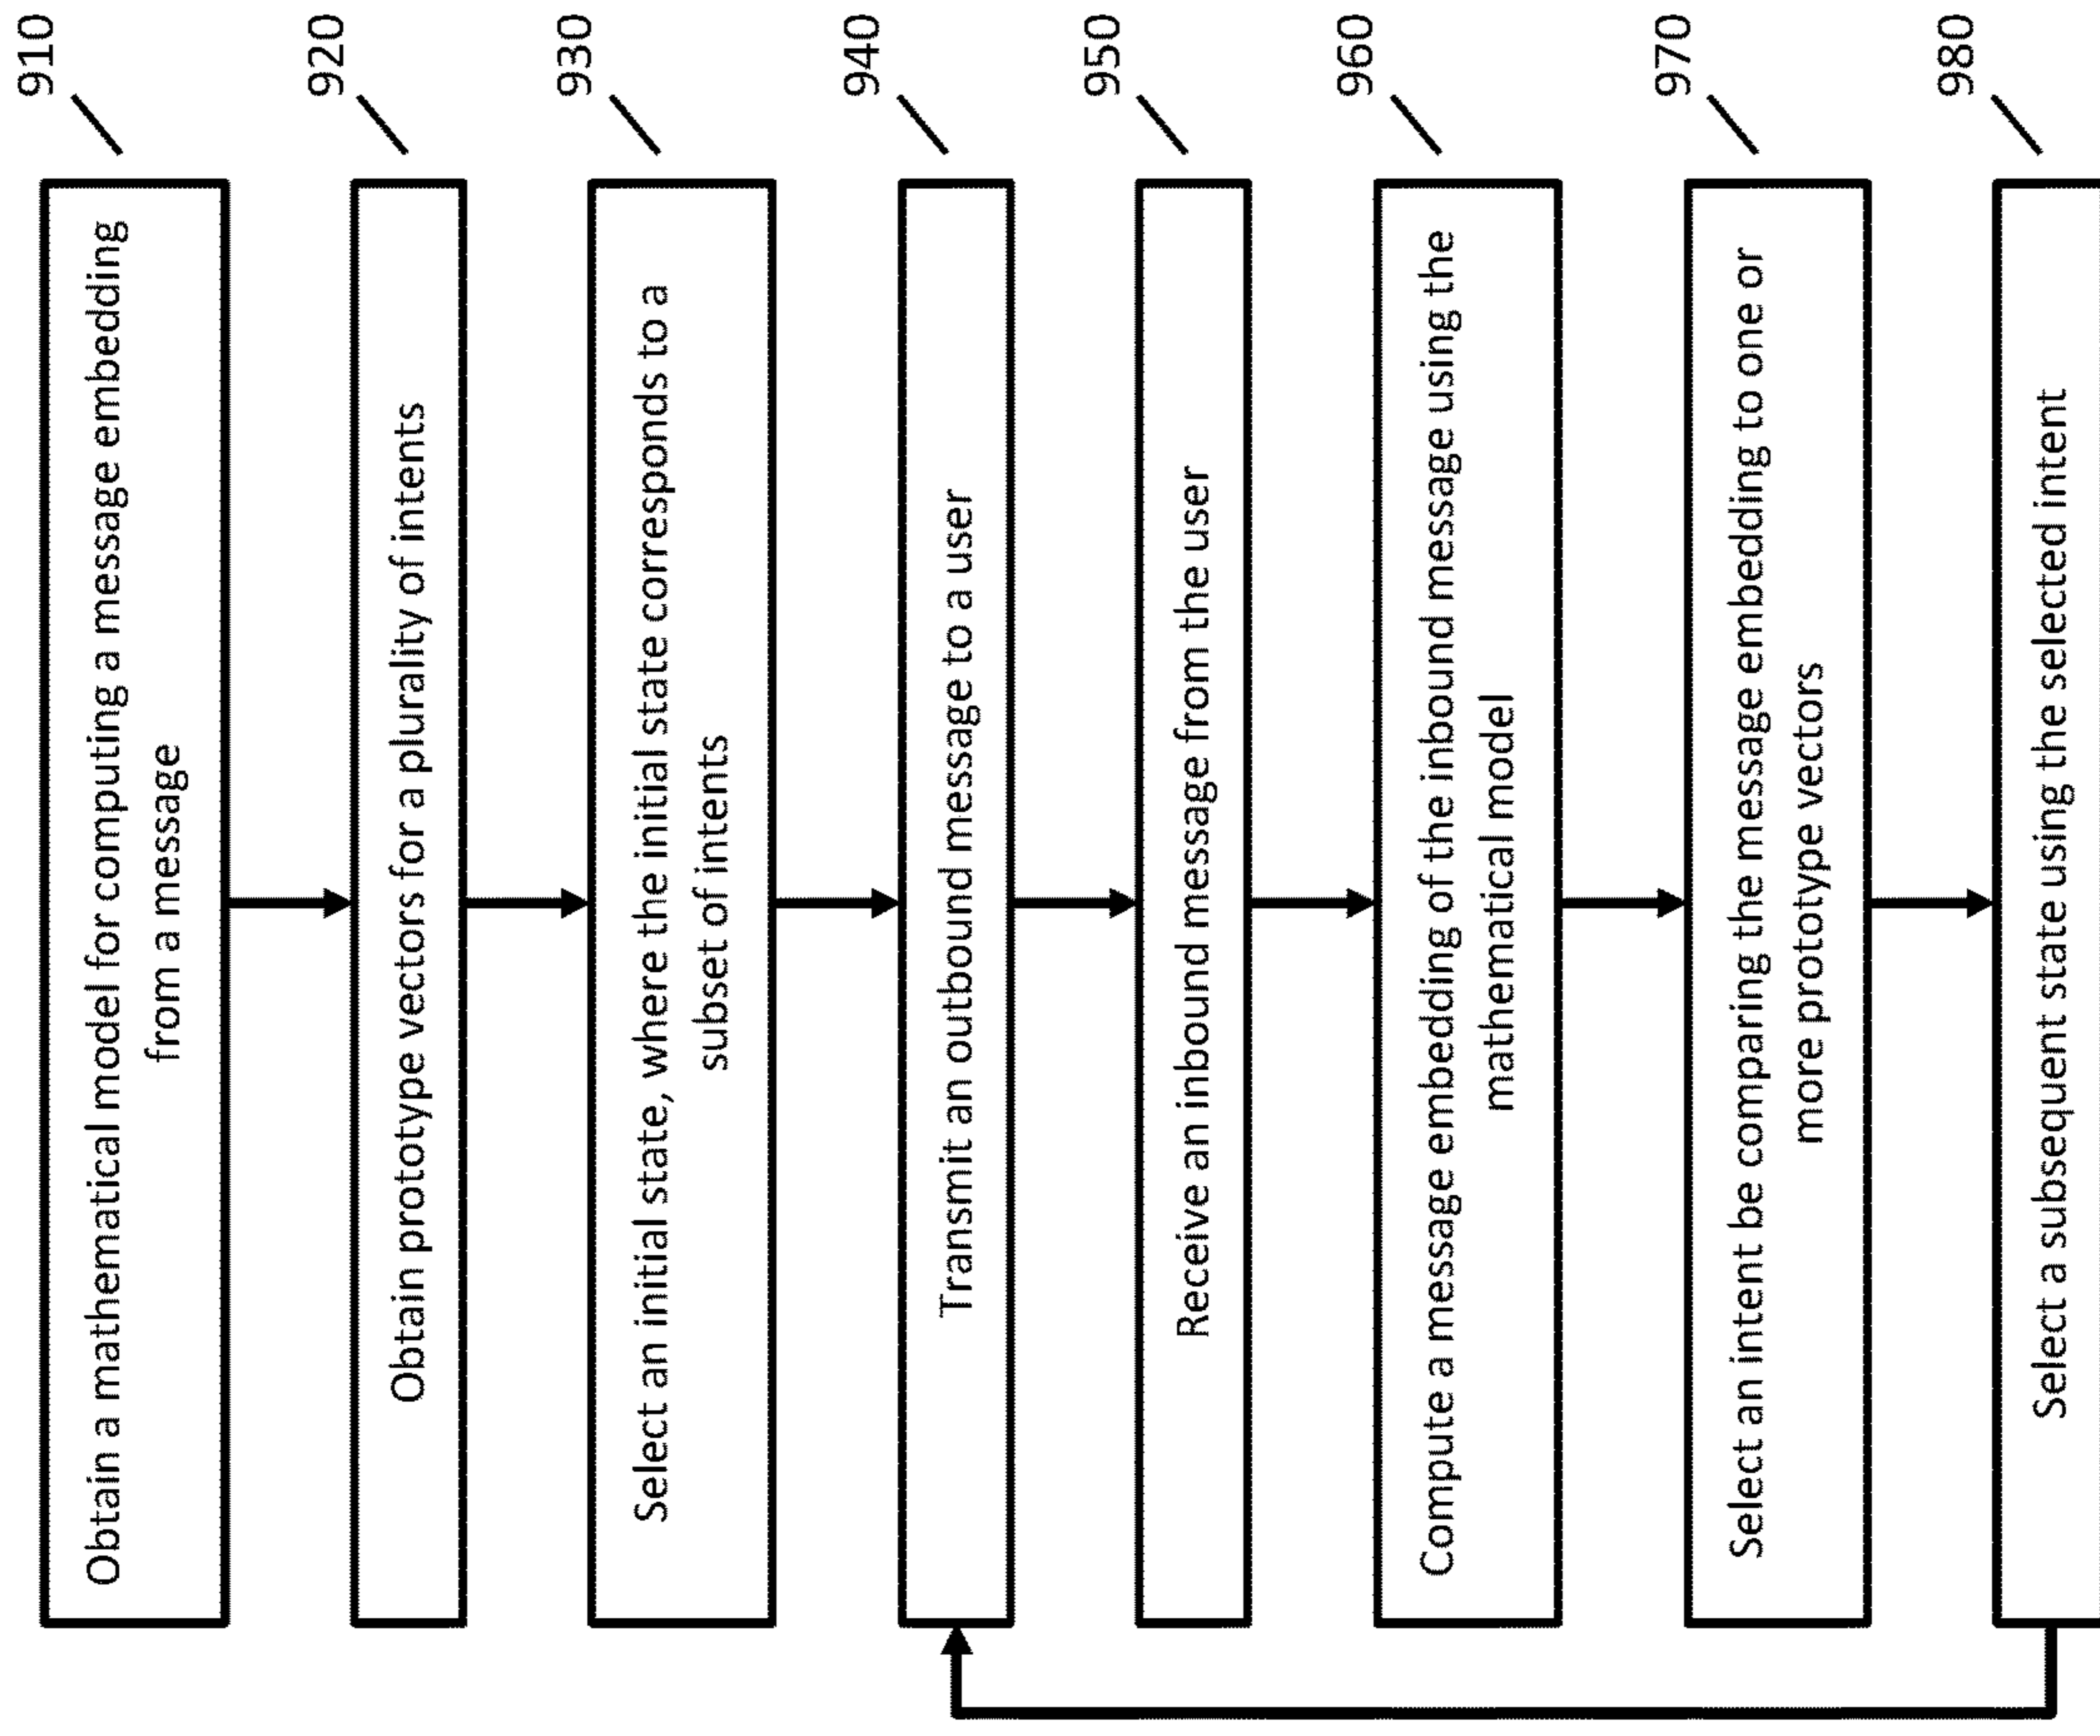 910
Obtain a mathematical model for computing a message embedding
from a message
920
Obtain prototype vectors for a plurality of intents
930
Select an initial state, where the initial state corresponds to a
subset of intents
940
Transmit an outbound message to a user
950
Receive an inbound message from the user
960
Compute a message embedding of the inbound message using the
mathematical model
970
Select an intent be comparing the message embedding to one or
more prototype vectors
980
Select a subsequent state using the selected intent